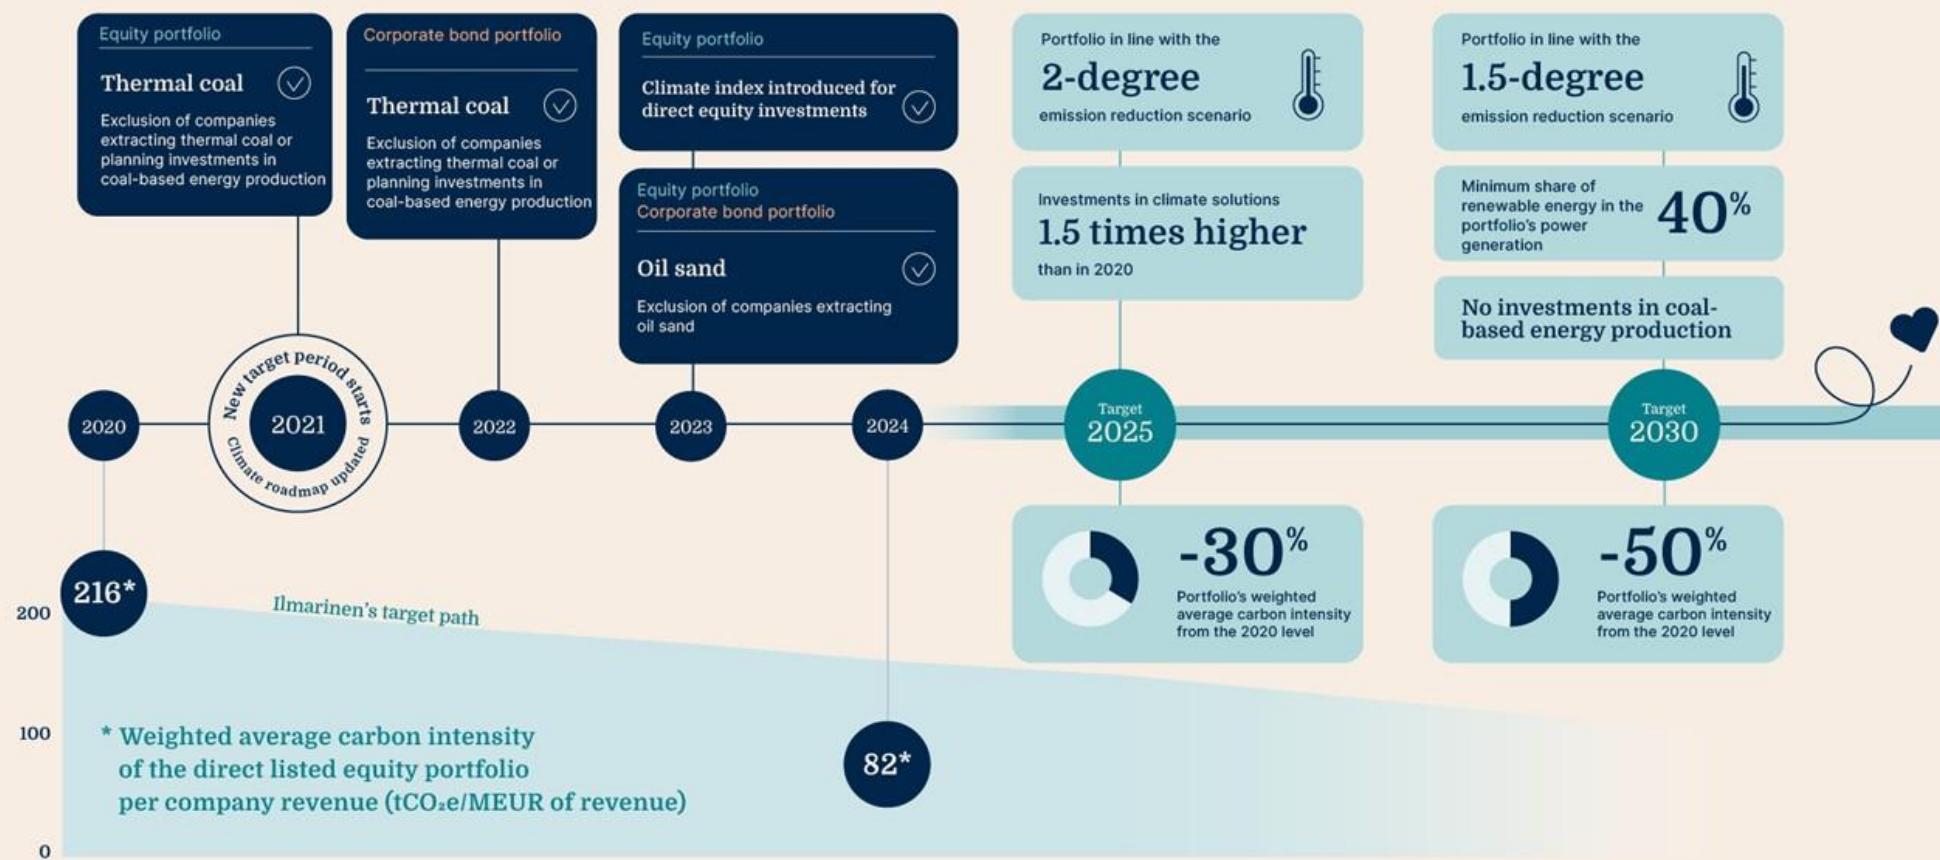 Equity portfolio
Thermal coal
Exclusion of companies
extracting thermal coal or
planning investments in
coal-based energy production
Corporate bond portfolio
Thermal coal
Exclusion of companies
extracting thermal coal or
planning investments in
coal-based energy production
Equity portfolio
Climate index introduced for
direct equity investments
Equity portfolio
Corporate bond portfolio
Oil sand
Exclusion of companies extracting
oil sand
Portfolio in line with the
2-degree
emission reduction scenario
Investments in climate solutions
1.5 times higher
than in 2020
Portfolio in line with the
1.5-degree
emission reduction scenario
Minimum share of
renewable energy in the
portfolio's power
generation
40%
No investments in coal-
based energy production
2020
New target period starts
2021
Climate roadmap updated
2022
2023
2024
Target
2025
Target
2030
-30%
Portfolio's weighted
average carbon intensity
from the 2020 level
-50%
Portfolio's weighted
average carbon intensity
from the 2020 level
216*
200
Ilmarinen's target path
100
* Weighted average carbon intensity
of the direct listed equity portfolio
per company revenue (tCO₂e/MEUR of revenue)
82*
0